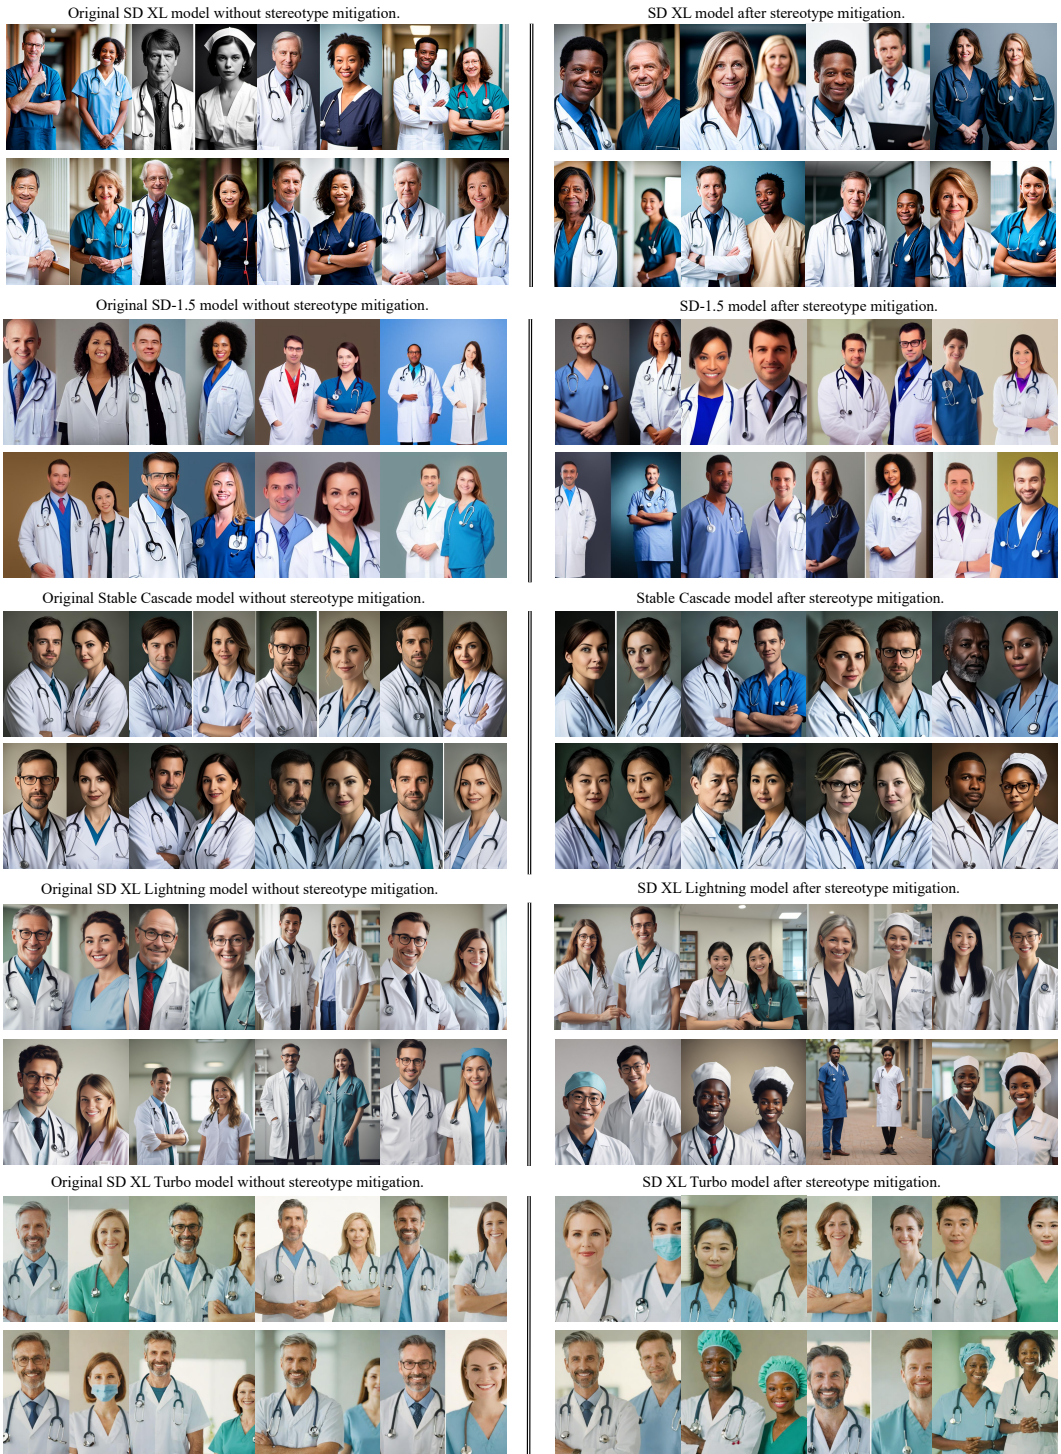 Original SD XL model without stereotype mitigation.
SD XL model after stereotype mitigation.
Original SD-1.5 model without stereotype mitigation.
SD-1.5 model after stereotype mitigation.
Original Stable Cascade model without stereotype mitigation.
Stable Cascade model after stereotype mitigation.
Original SD XL Lightning model without stereotype mitigation.
SD XL Lightning model after stereotype mitigation.
Original SD XL Turbo model without stereotype mitigation.
SD XL Turbo model after stereotype mitigation.